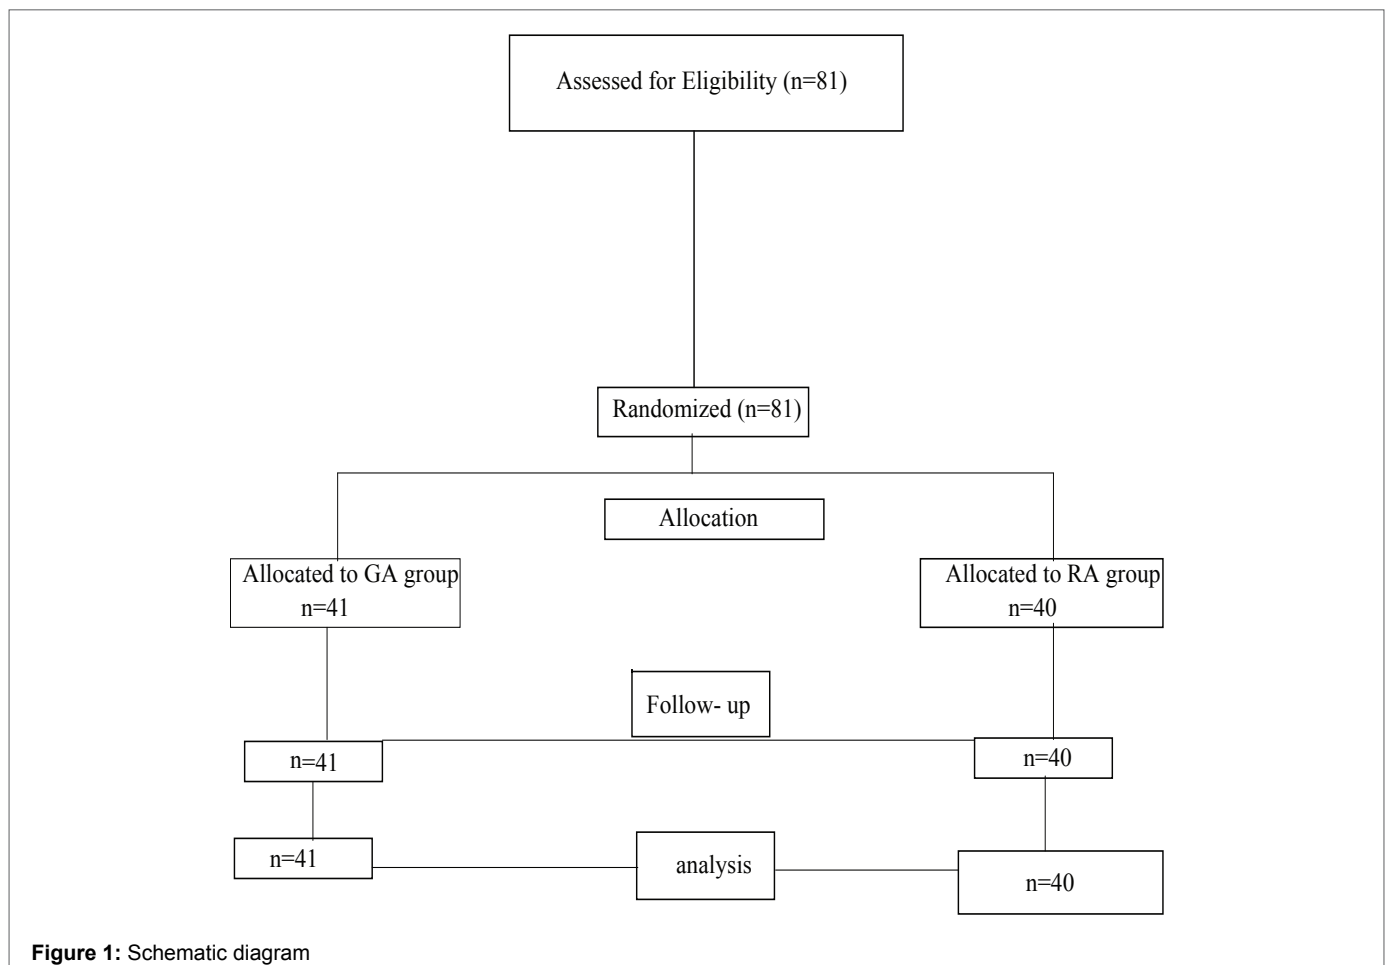 Assessed for Eligibility (n=81)
Randomized (n=81)
Allocation
Allocated to GA group
n=41
Allocated to RA group
n=40
Follow- up
n=41
n=40
n=41
analysis
n=40
Figure 1: Schematic diagram